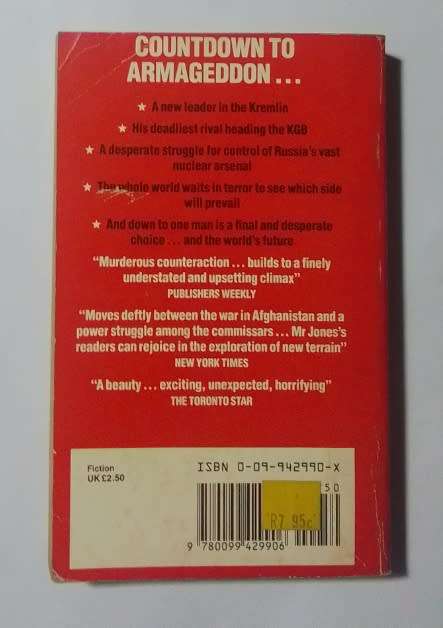 COUNTDOWN TO
ARMAGEDDON...
★ A new leader in the Kremlin
★ His deadliest rival heading the KGB
★ A desperate struggle for control of Russia's vast
nuclear arsenal
★ The whole world waits in terror to see which side
will prevail
★ And down to one man is a final and desperate
choice... and the world's future
"Murderous counteraction... builds to a finely
understated and upsetting climax"
PUBLISHERS WEEKLY
"Moves deftly between the war in Afghanistan and a
power struggle among the commissars... Mr Jones's
readers can rejoice in the exploration of new terrain"
NEW YORK TIMES
"A beauty... exciting, unexpected, horrifying"
THE TORONTO STAR
Fiction
UK £2.50
ISBN 0-09-942990-X
50
R7 95c
9 780099 429906